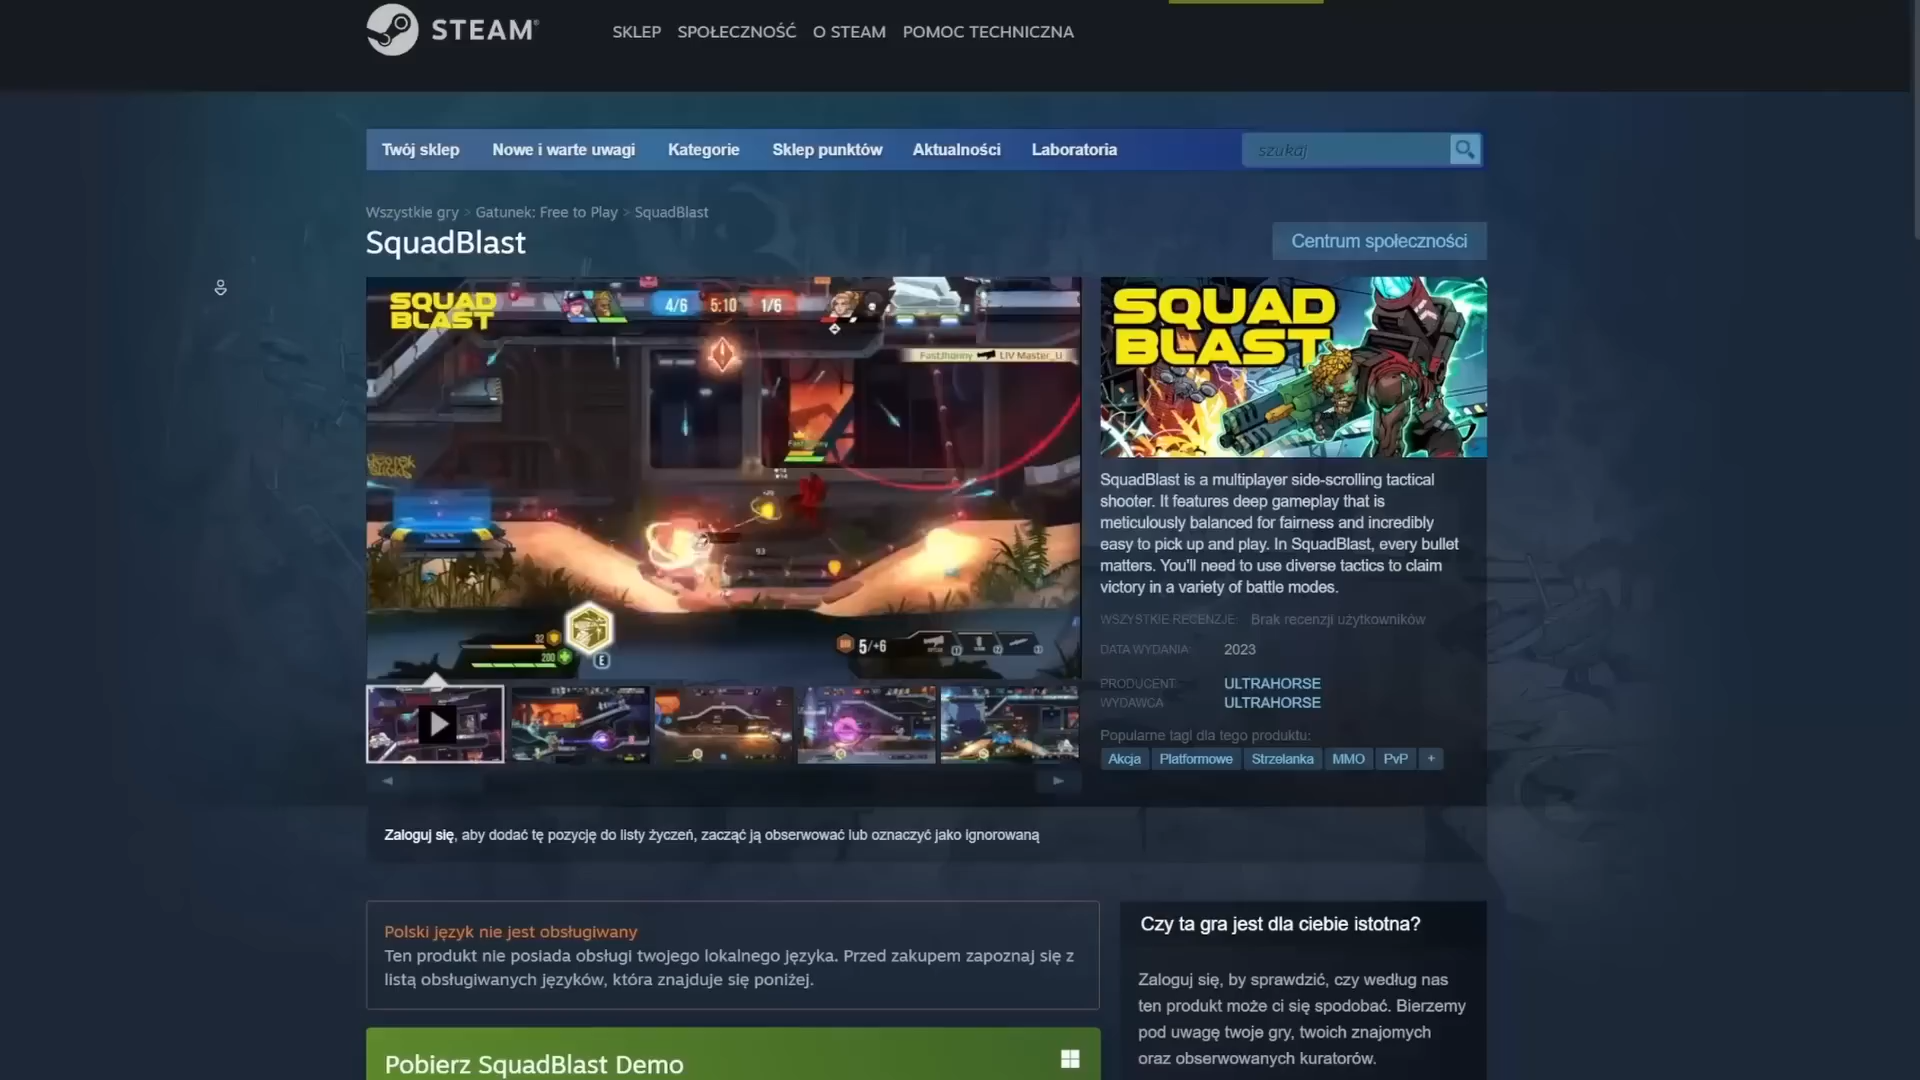 STEAM
SKLEP SPOŁECZNOŚĆ O STEAM POMOC TECHNICZNA
Twój sklep Nowe i warte uwagi Kategorie Sklep punktów Aktualności Laboratoria szukaj
Wszystkie gry > Gatunek: Free to Play > SquadBlast
SquadBlast
Centrum społeczności
SQUAD
BLAST
4/6 5:10 1/6
FastJhonny LIV Master_Li
32
200
E
5/+6
SQUAD
BLAST
SquadBlast is a multiplayer side-scrolling tactical
shooter. It features deep gameplay that is
meticulously balanced for fairness and incredibly
easy to pick up and play. In SquadBlast, every bullet
matters. You'll need to use diverse tactics to claim
victory in a variety of battle modes.
WSZYSTKIE RECENZJE: Brak recenzji użytkowników
DATA WYDANIA: 2023
PRODUCENT: ULTRAHORSE
WYDAWCA: ULTRAHORSE
Popularne tagi dla tego produktu:
Akcja Platformowe Strzelanka MMO PvP +
Zaloguj się, aby dodać tę pozycję do listy życzeń, zacząć ją obserwować lub oznaczyć jako ignorowaną
Polski język nie jest obsługiwany
Ten produkt nie posiada obsługi twojego lokalnego języka. Przed zakupem zapoznaj się z
listą obsługiwanych języków, która znajduje się poniżej.
Pobierz SquadBlast Demo
Czy ta gra jest dla ciebie istotna?
Zaloguj się, by sprawdzić, czy według nas
ten produkt może ci się spodobać. Bierzemy
pod uwagę twoje gry, twoich znajomych
oraz obserwowanych kuratorów.